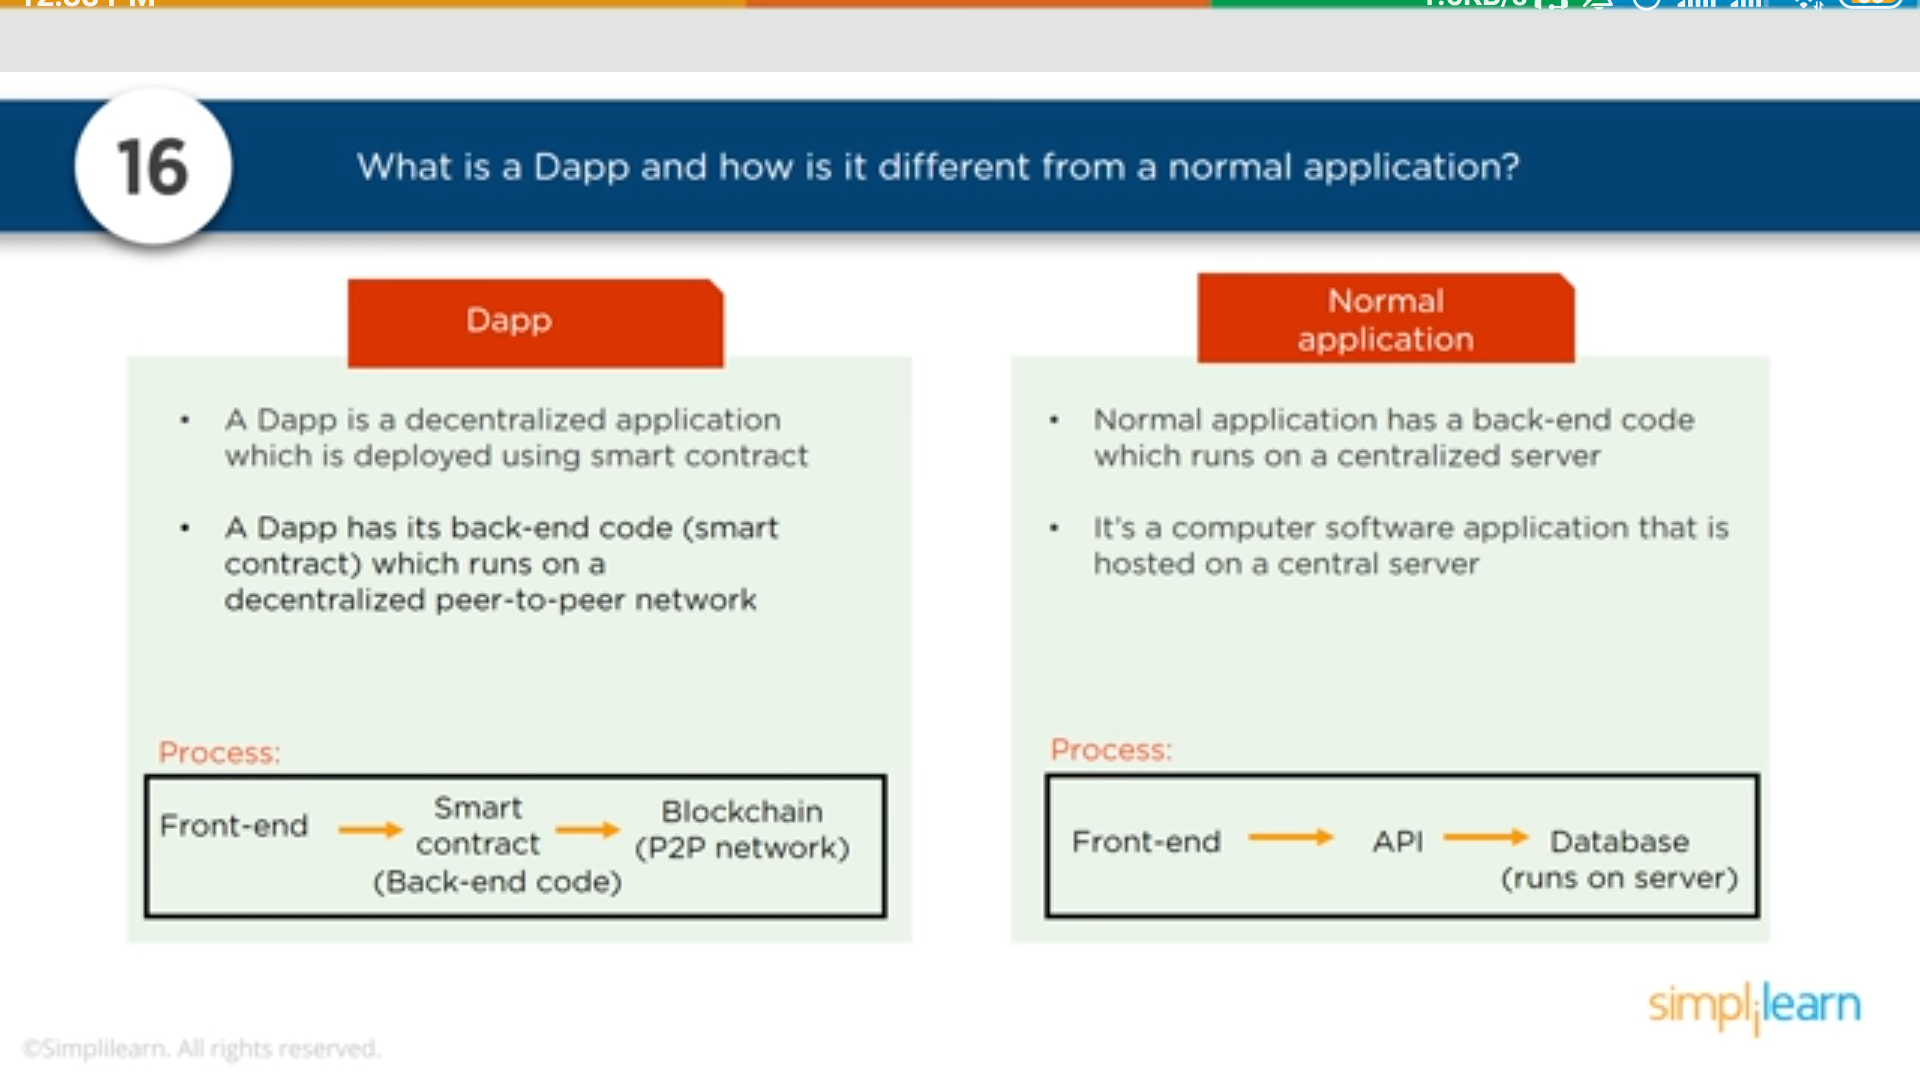 16
What is a Dapp and how is it different from a normal application?
Dapp
• A Dapp is a decentralized application
which is deployed using smart contract
• A Dapp has its back-end code (smart
contract) which runs on a
decentralized peer-to-peer network
Process:
Front-end
Smart
contract
(Back-end code)
Blockchain
(P2P network)
Normal
application
• Normal application has a back-end code
which runs on a centralized server
• It's a computer software application that is
hosted on a central server
Process:
Front-end
API
Database
(runs on server)
simplilearn
©Simplilearn. All rights reserved.